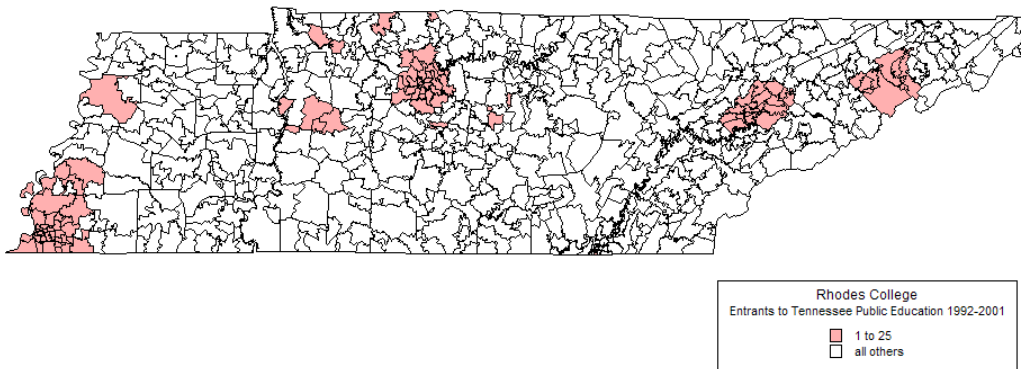 Rhodes College
Entrants to Tennessee Public Education 1992-2001
1 to 25
all others